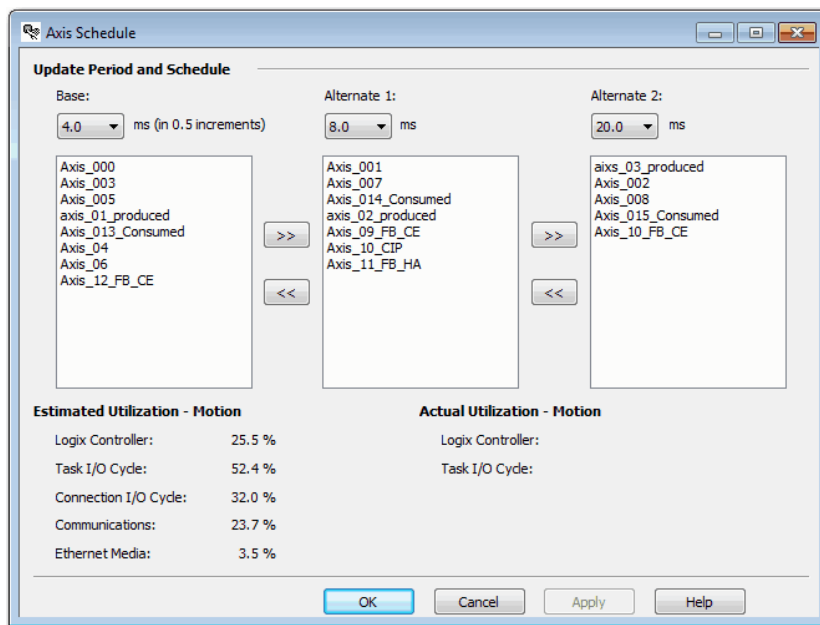 Axis Schedule
Update Period and Schedule
Base:
4.0 ms (in 0.5 increments)
Axis_000
Axis_003
Axis_005
axis_01_produced
Axis_013_Consumed
Axis_04
Axis_06
Axis_12_FB_CE
>>
<<
Alternate 1:
8.0 ms
Axis_001
Axis_007
Axis_014_Consumed
axis_02_produced
Axis_09_FB_CE
Axis_10_CIP
Axis_11_FB_HA
>>
<<
Alternate 2:
20.0 ms
aixs_03_produced
Axis_002
Axis_008
Axis_015_Consumed
Axis_10_FB_CE
Estimated Utilization - Motion
Logix Controller: 25.5 %
Task I/O Cycle: 52.4 %
Connection I/O Cycle: 32.0 %
Communications: 23.7 %
Ethernet Media: 3.5 %
Actual Utilization - Motion
Logix Controller:
Task I/O Cycle:
OK Cancel Apply Help